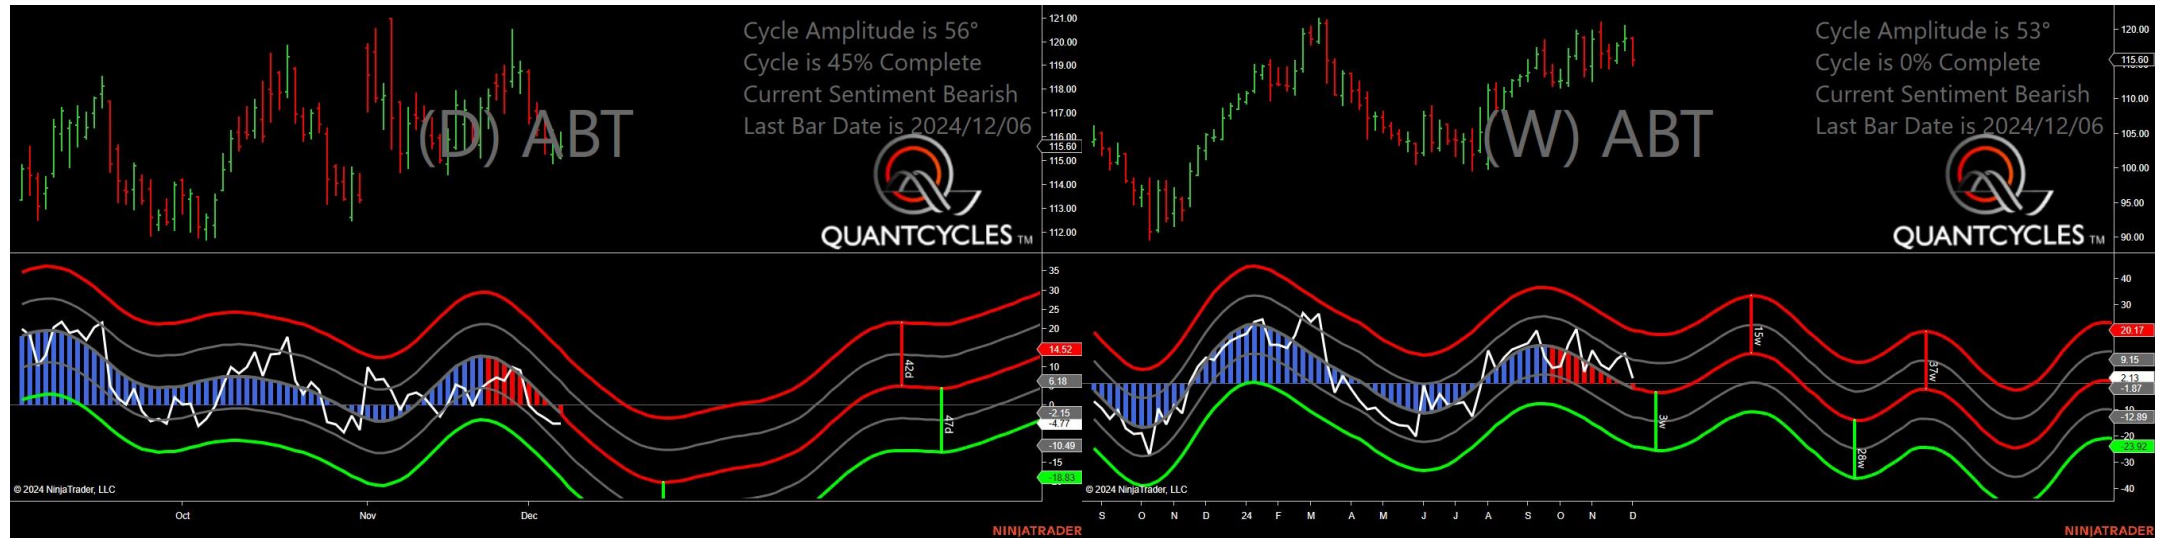 Cycle Amplitude is 56°
Cycle is 45% Complete
Current Sentiment Bearish
Last Bar Date is 2024/12/06
(D) ABT
QUANTCYCLES TM
121.00
120.00
119.00
118.00
117.00
116.00
115.60
115.00
114.00
113.00
112.00
35
30
25
20
14.52
10
6.18
0
-2.15
-4.77
-10.49
-15
-18.83
42d
47d
© 2024 NinjaTrader, LLC
Oct Nov Dec
NINJATRADER
Cycle Amplitude is 53°
Cycle is 0% Complete
Current Sentiment Bearish
Last Bar Date is 2024/12/06
(W) ABT
QUANTCYCLES TM
120.00
115.60
110.00
105.00
100.00
95.00
90.00
40
30
20.17
9.15
2.13
-1.87
-12.89
-20
-23.92
-30
-40
15w
37w
3w
28w
© 2024 NinjaTrader, LLC
S O N D 24 F M A M J J A S O N D
NINJATRADER